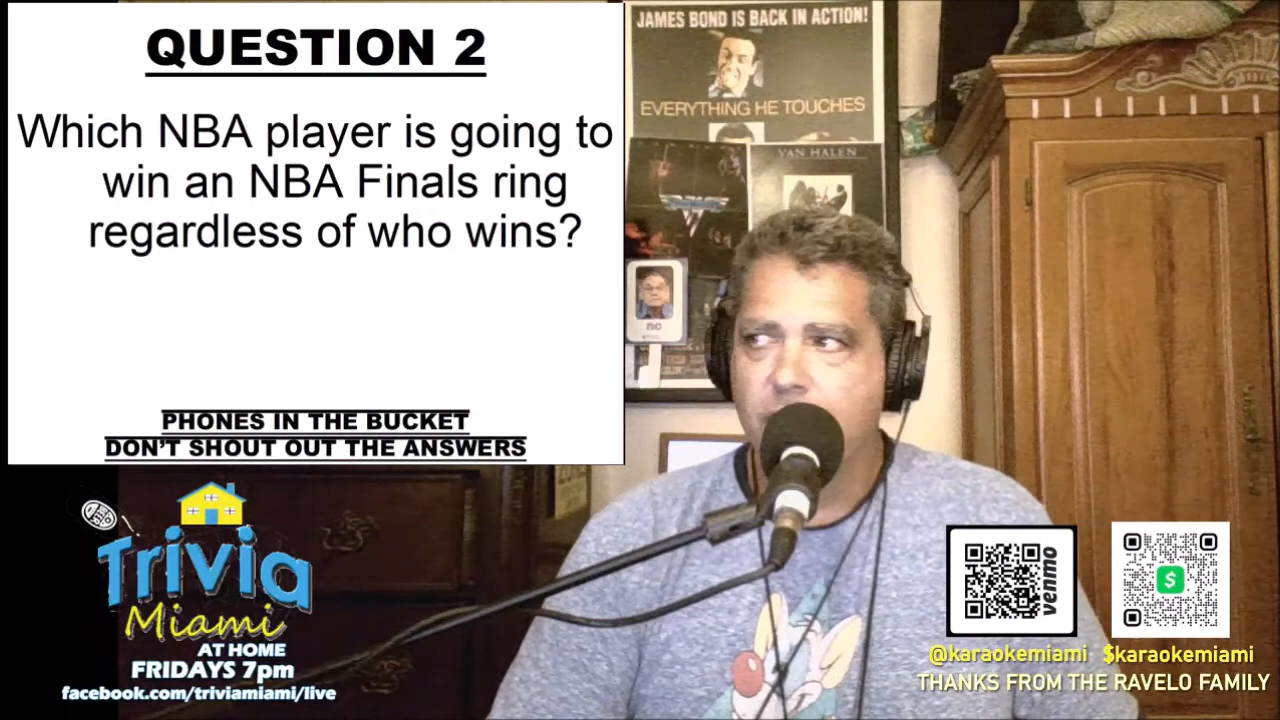 QUESTION 2
Which NBA player is going to
win an NBA Finals ring
regardless of who wins?
PHONES IN THE BUCKET
DON'T SHOUT OUT THE ANSWERS
JAMES BOND IS BACK IN ACTION!
EVERYTHING HE TOUCHES
VAN HALEN
no
Trivia
Miami
AT HOME
FRIDAYS 7pm
facebook.com/triviamiami/live
venmo
$
@karaokemiami $karaokemiami
THANKS FROM THE RAVELO FAMILY